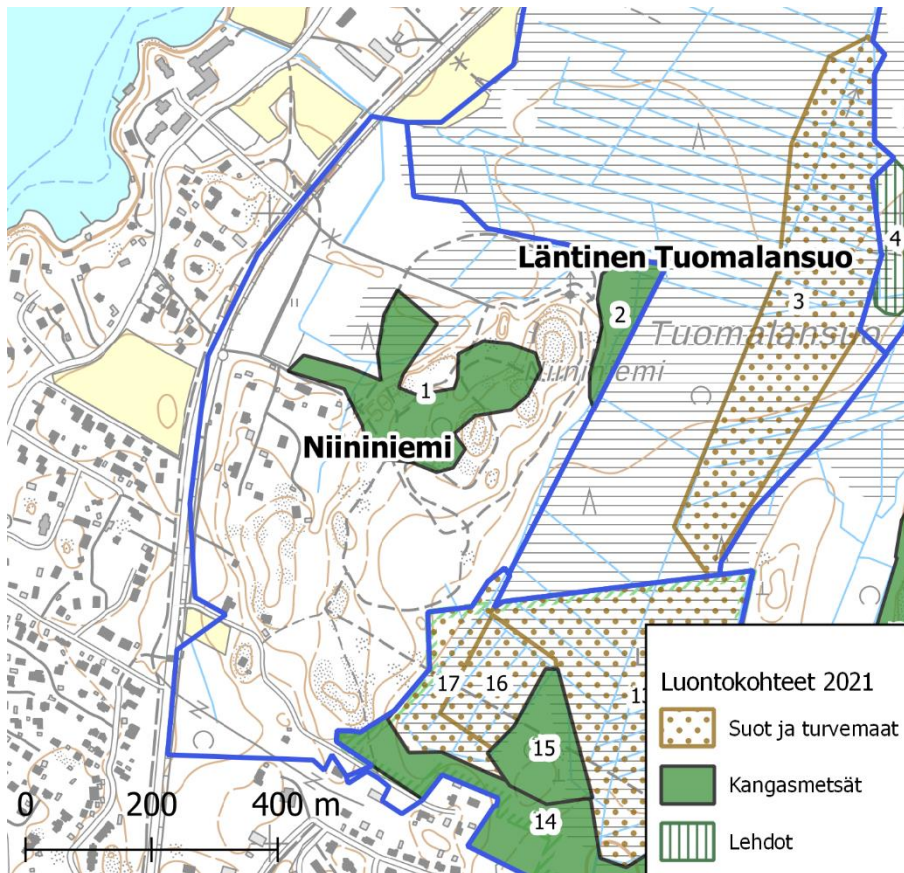 4
Läntinen Tuomalansuo
3
2
Tuomalansuo
Niininiemi
1
Niininiemi
17
16
15
14
Luontokohteet 2021
Suot ja turvemaat
Kangasmetsät
Lehdot
0 200 400 m